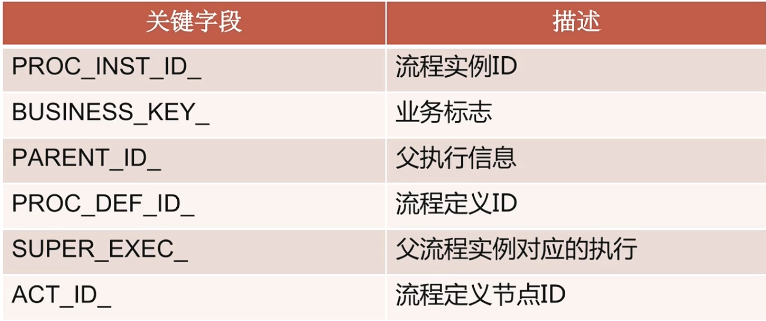 关键字段 描述
PROC_INST_ID_ 流程实例ID
BUSINESS_KEY_ 业务标志
PARENT_ID_ 父执行信息
PROC_DEF_ID_ 流程定义ID
SUPER_EXEC_ 父流程实例对应的执行
ACT_ID_ 流程定义节点ID